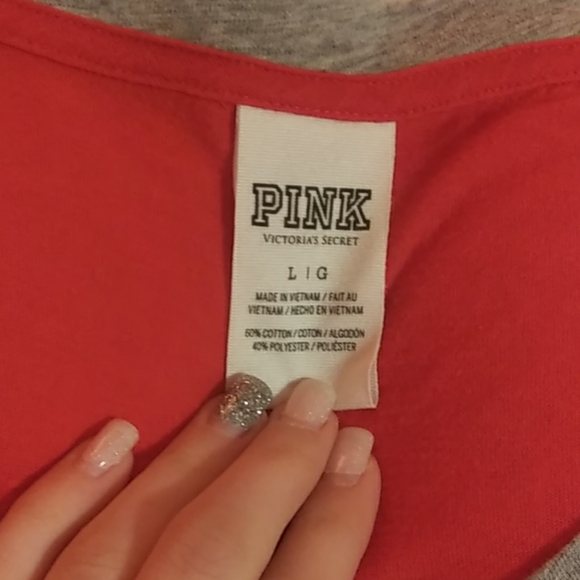 PINK
VICTORIA'S SECRET
L | G
MADE IN VIETNAM / FAIT AU
VIETNAM / HECHO EN VIETNAM
60% COTTON / COTON / ALGODÓN
40% POLYESTER / POLIÉSTER